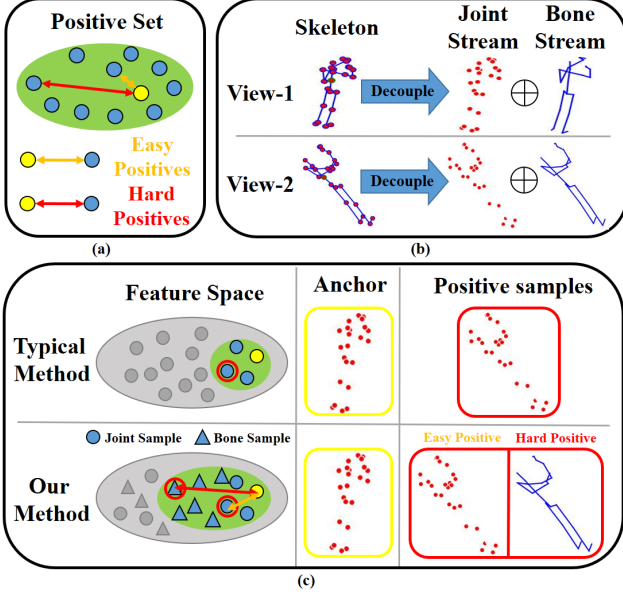 Positive Set
Easy
Positives
Hard
Positives
(a)
Skeleton
Joint
Stream
Bone
Stream
View-1
Decouple
View-2
Decouple
(b)
Feature Space
Anchor
Positive samples
Typical
Method
Joint Sample
Bone Sample
Easy Positive
Hard Positive
Our
Method
(c)